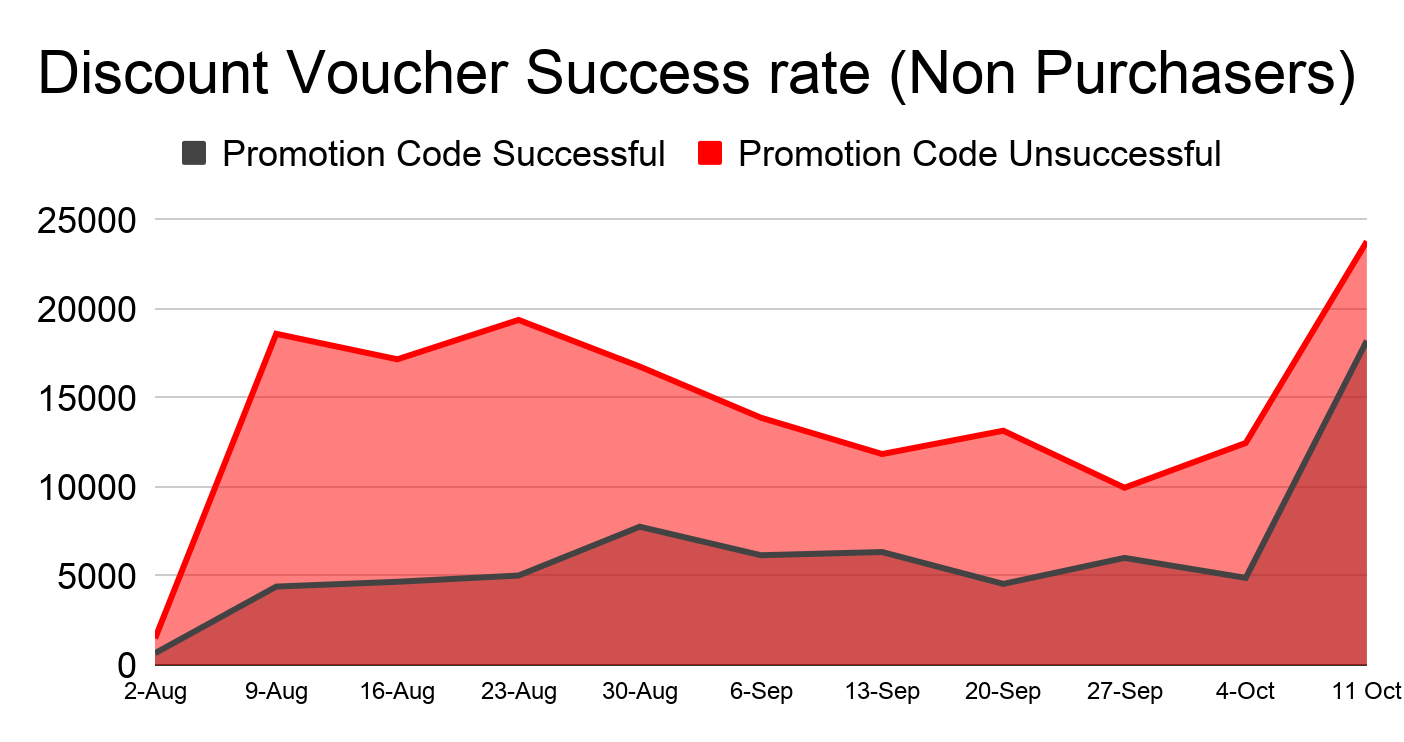 Discount Voucher Success rate (Non Purchasers)
Promotion Code Successful Promotion Code Unsuccessful
25000
20000
15000
10000
5000
0
2-Aug 9-Aug 16-Aug 23-Aug 30-Aug 6-Sep 13-Sep 20-Sep 27-Sep 4-Oct 11 Oct